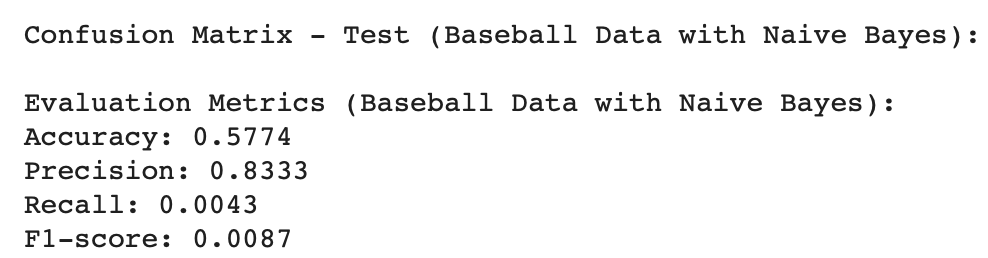 Confusion Matrix - Test (Baseball Data with Naive Bayes):
Evaluation Metrics (Baseball Data with Naive Bayes):
Accuracy: 0.5774
Precision: 0.8333
Recall: 0.0043
F1-score: 0.0087